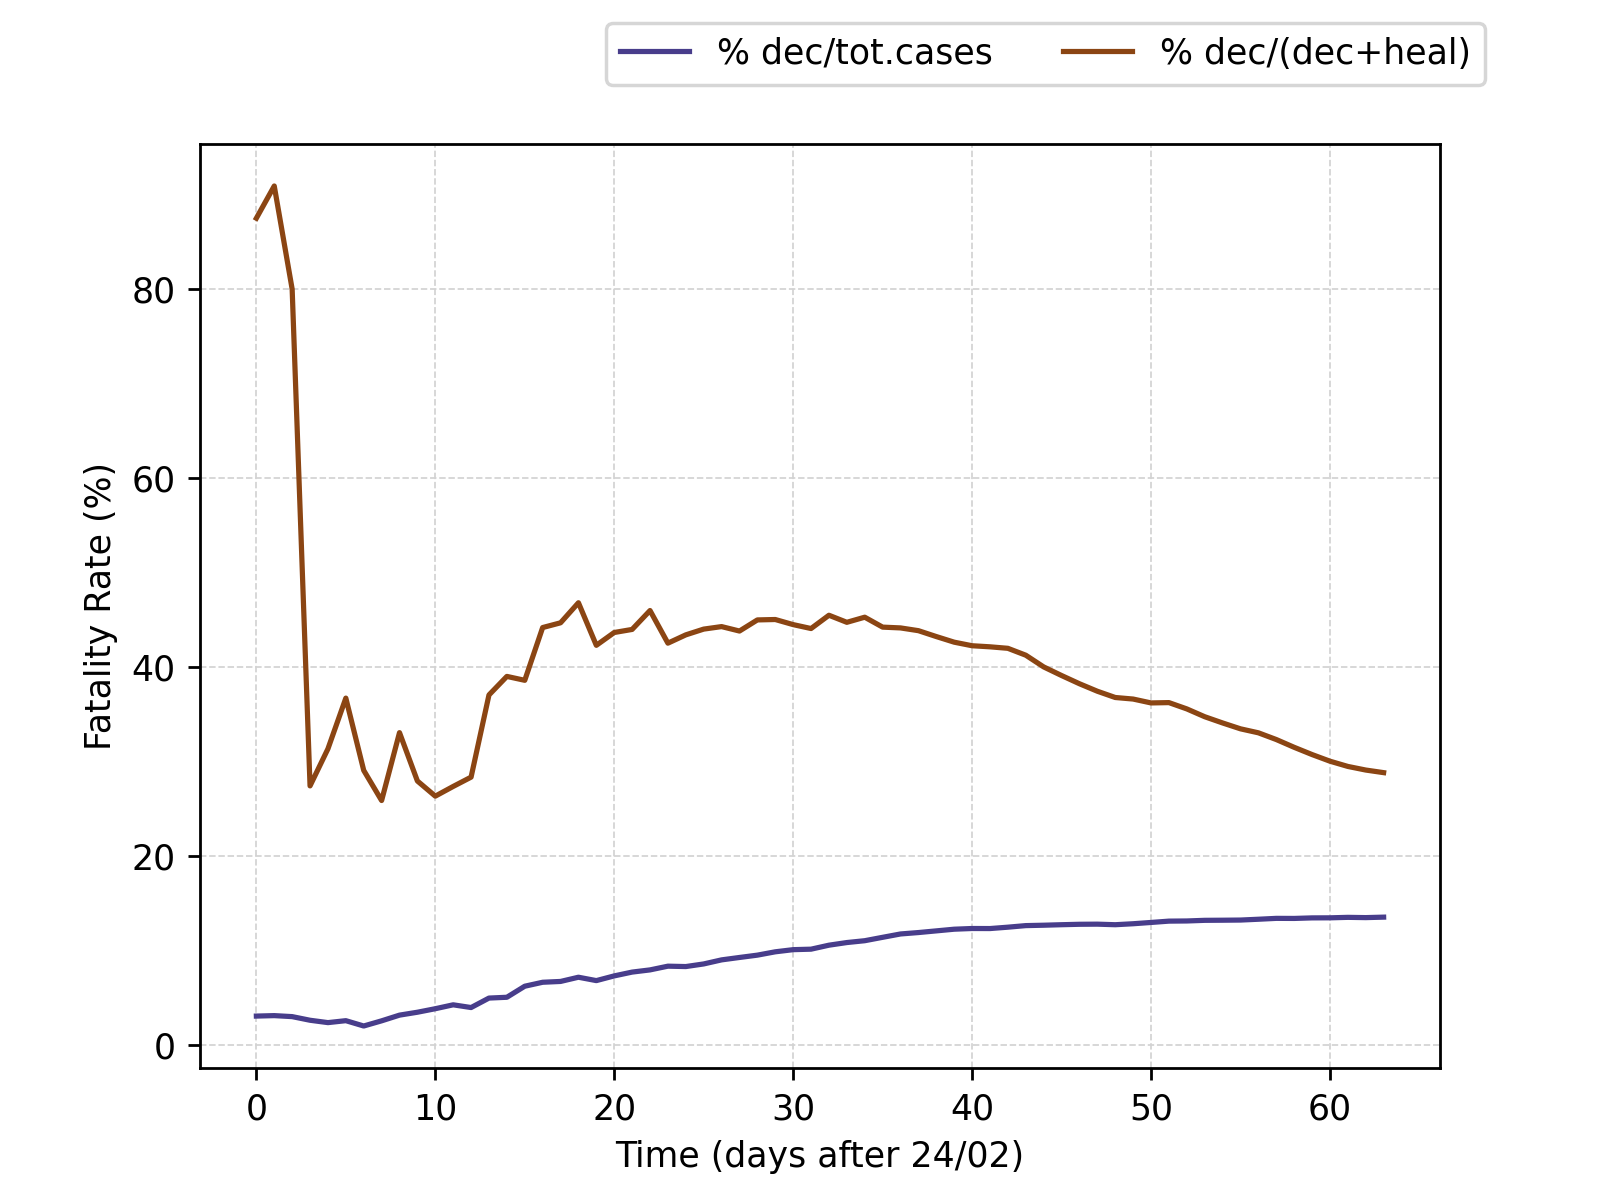 % dec/tot.cases % dec/(dec+heal)
80
60
40
20
0
Fatality Rate (%)
0 10 20 30 40 50 60
Time (days after 24/02)